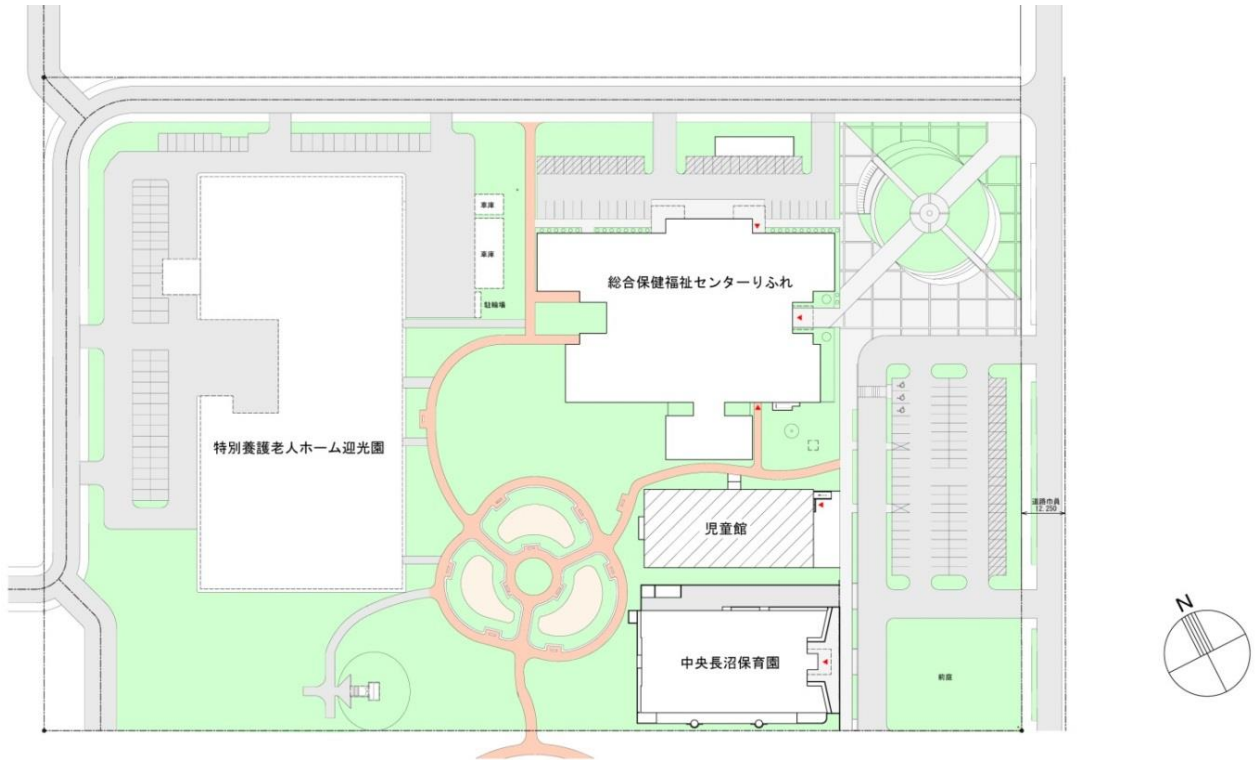 車庫
車庫
駐輪場
総合保健福祉センターりふれ
特別養護老人ホーム迎光園
児童館
中央長沼保育園
前庭
道路巾員
12.250
N